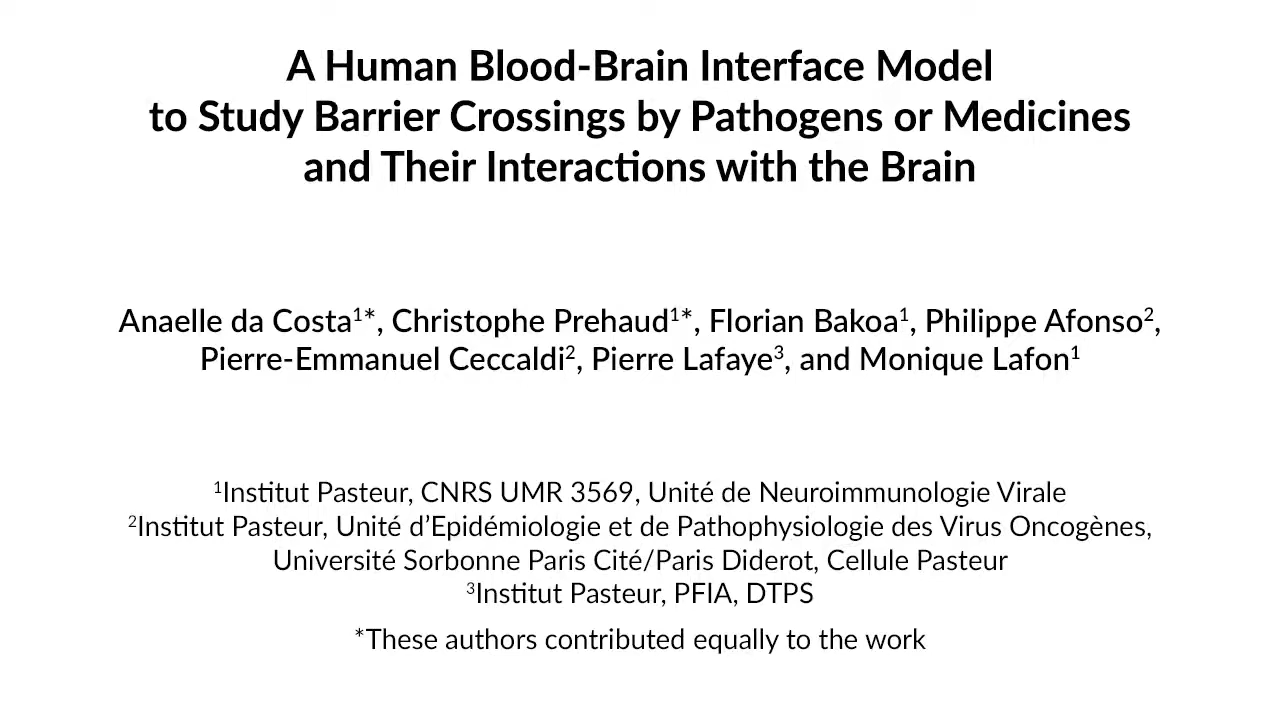 A Human Blood-Brain Interface Model
to Study Barrier Crossings by Pathogens or Medicines
and Their Interactions with the Brain
Anaelle da Costa¹*, Christophe Prehaud¹*, Florian Bakoa¹, Philippe Afonso²,
Pierre-Emmanuel Ceccaldi², Pierre Lafaye³, and Monique Lafon¹
¹Institut Pasteur, CNRS UMR 3569, Unité de Neuroimmunologie Virale
²Institut Pasteur, Unité d’Epidémiologie et de Pathophysiologie des Virus Oncogènes,
Université Sorbonne Paris Cité/Paris Diderot, Cellule Pasteur
³Institut Pasteur, PFIA, DTPS
*These authors contributed equally to the work